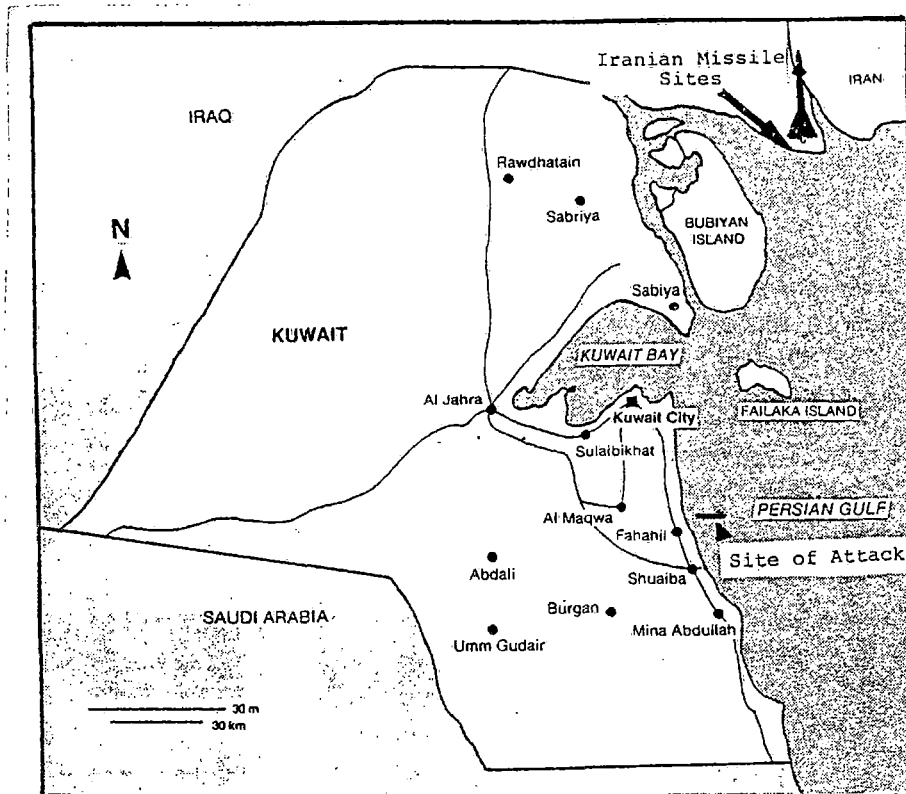 Iranian Missile
Sites
IRAN
IRAQ
Rawdhatain
Sabriya
BUBIYAN
ISLAND
N
Sabiya
KUWAIT
KUWAIT BAY
Al Jahra
Kuwait City
FAILAKA ISLAND
Sulaibikhat
Al Maqwa
PERSIAN GULF
Fahahil
Site of Attack
Abdali
Shuaiba
SAUDI ARABIA
Burgan
Mina Abdullah
Umm Gudair
30 m
30 km